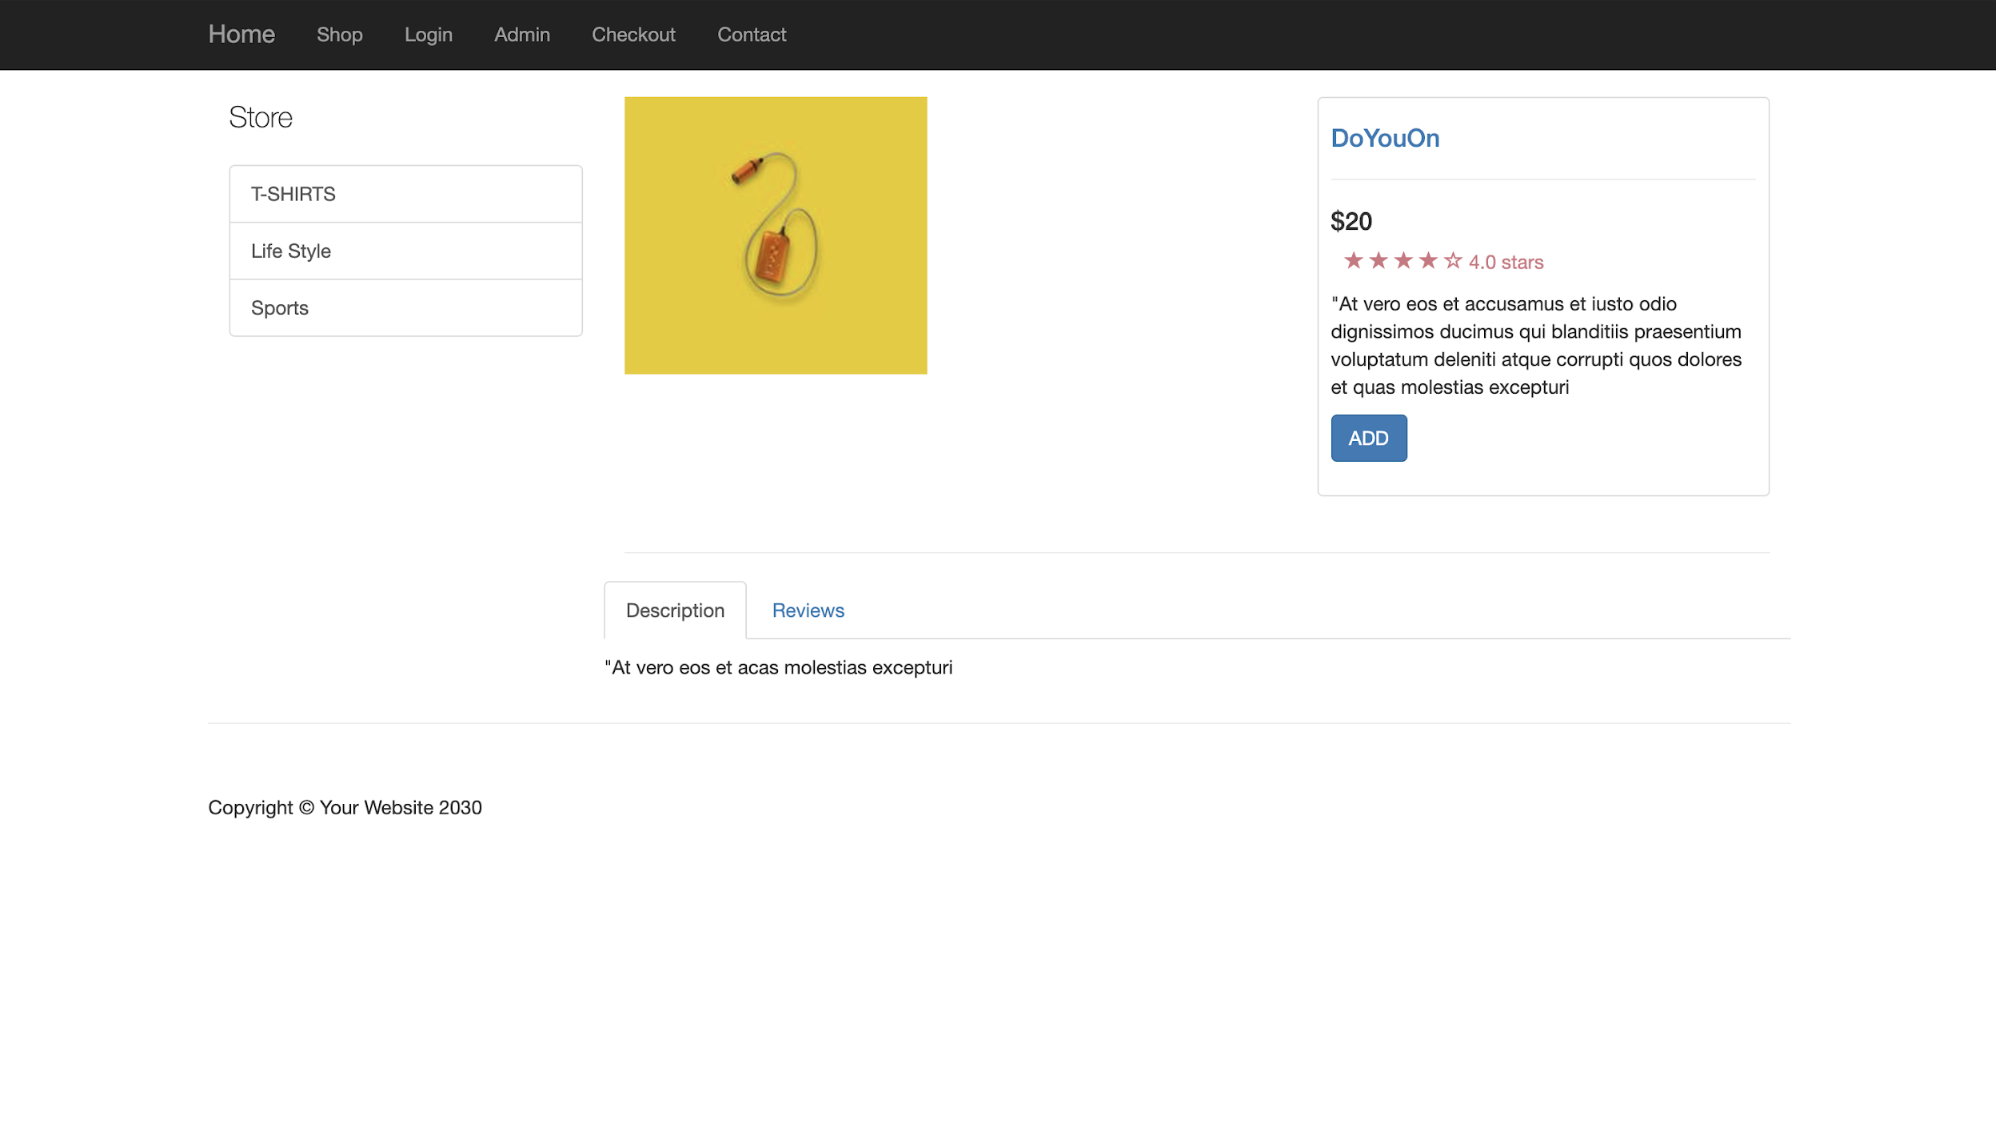 Home Shop Login Admin Checkout Contact
Store
T-SHIRTS
Life Style
Sports
DoYouOn
$20
★ ★ ★ ★ ☆ 4.0 stars
"At vero eos et accusamus et iusto odio
dignissimos ducimus qui blanditiis praesentium
voluptatum deleniti atque corrupti quos dolores
et quas molestias excepturi
ADD
Description Reviews
"At vero eos et acas molestias excepturi
Copyright © Your Website 2030